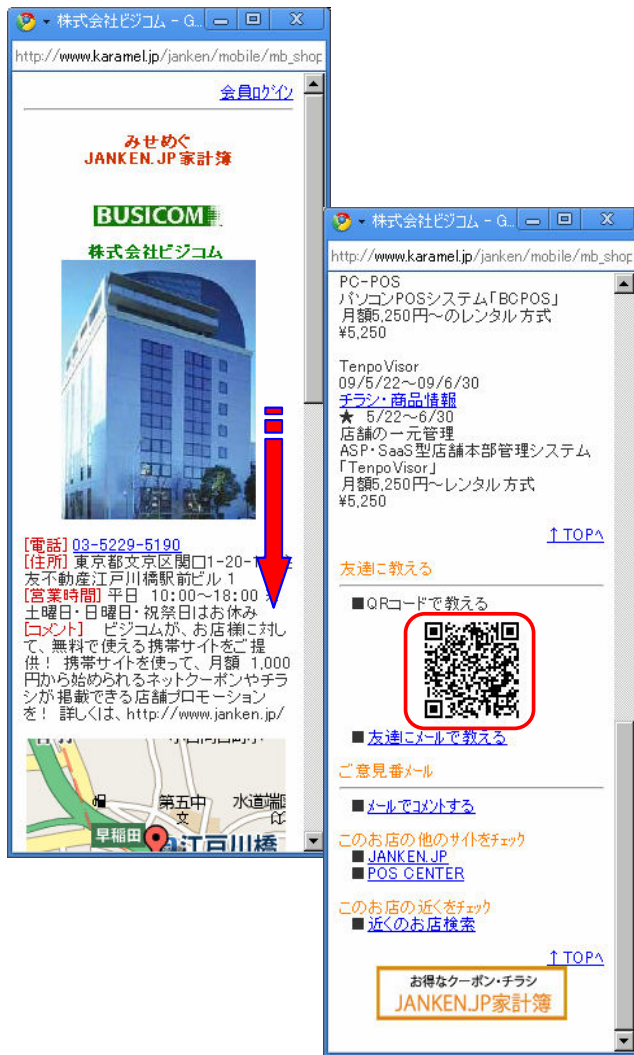 株式会社ビジコム - G...
http://www.karamel.jp/janken/mobile/mb_shop
会員ログイン
みせめぐ
JANKEN.JP家計簿
BUSICOM
株式会社ビジコム
[電話] 03-5229-5190
[住所] 東京都文京区関口1-20-1
友不動産江戸川橋駅前ビル 1
[営業時間] 平日 10:00~18:00
土曜日・日曜日・祝祭日はお休み
[コメント] ビジコムが、お店様に対し
て、無料で使える携帯サイトをご提
供! 携帯サイトを使って、月額 1,000
円から始められるネットクーポンやチラ
シが掲載できる店舗プロモーション
を! 詳しくは、http://www.janken.jp/
第五中
文
水道端
早稲田
江戸川橋
株式会社ビジコム - G...
http://www.karamel.jp/janken/mobile/mb_shop
PC-POS
パソコンPOSシステム「BCPOS」
月額5,250円~のレンタル方式
¥5,250
TenpoVisor
09/5/22~09/6/30
チラシ・商品情報
★ 5/22~6/30
店舗の一元管理
ASP・SaaS型店舗本部管理システム
「TenpoVisor」
月額5,250円~レンタル方式
¥5,250
↑TOPへ
友達に教える
■QRコードで教える
■友達にメールで教える
ご意見番メール
■メールでコメントする
このお店の他のサイトをチェック
■JANKEN.JP
■POS CENTER
このお店の近くをチェック
■近くのお店検索
↑TOPへ
お得なクーポン・チラシ
JANKEN.JP家計簿